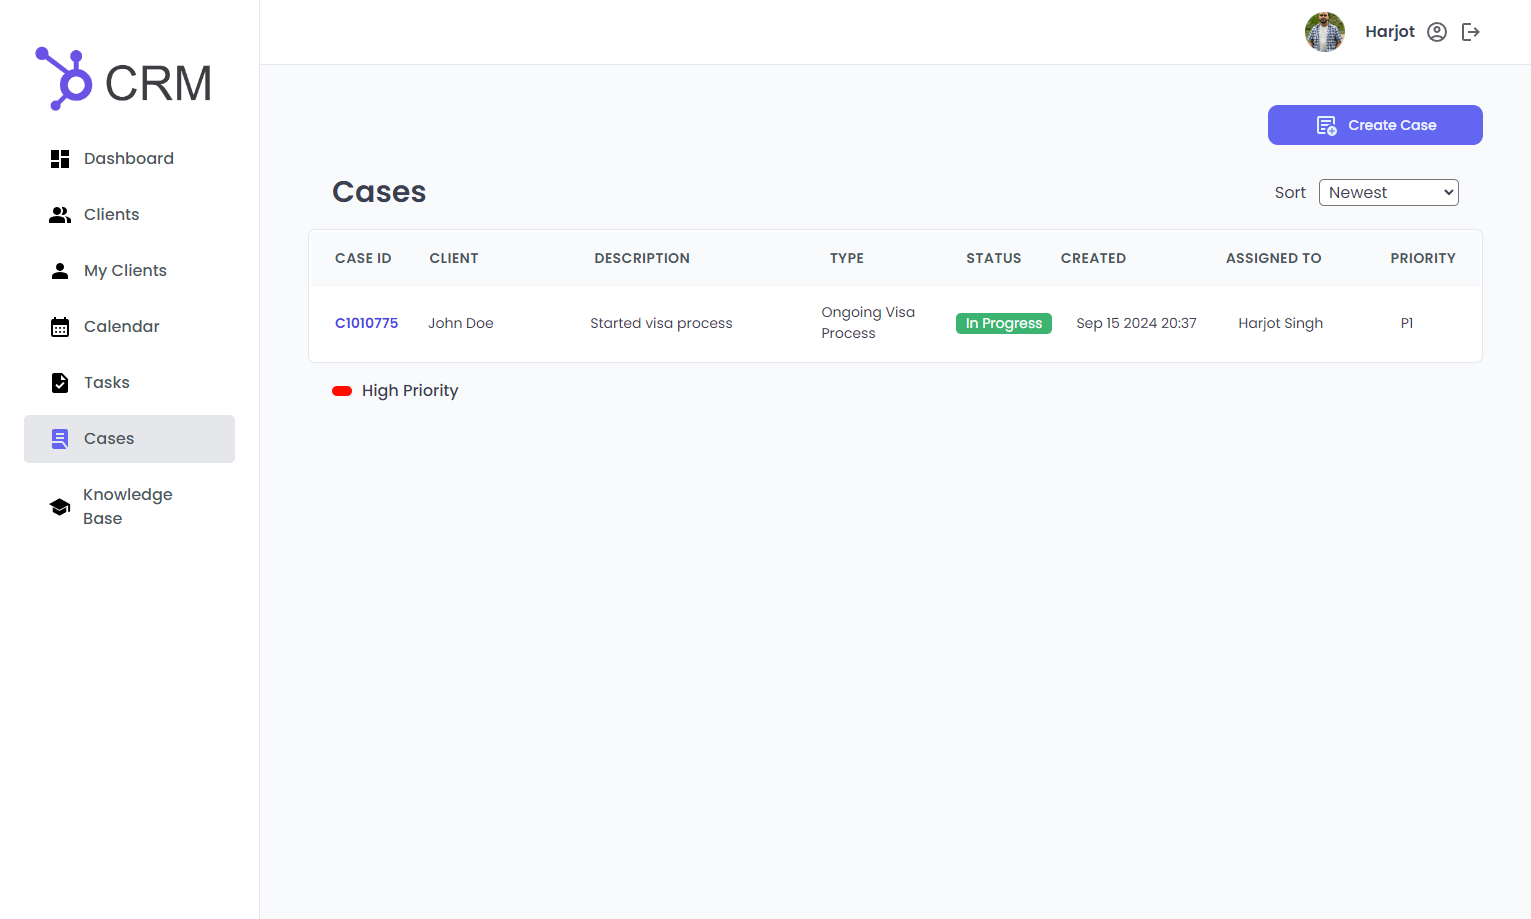 CRM
Harjot
Dashboard
Clients
My Clients
Calendar
Tasks
Cases
Knowledge
Base
Create Case
Cases
Sort Newest
CASE ID CLIENT DESCRIPTION TYPE STATUS CREATED ASSIGNED TO PRIORITY
C1010775 John Doe Started visa process Ongoing Visa Process In Progress Sep 15 2024 20:37 Harjot Singh P1
High Priority